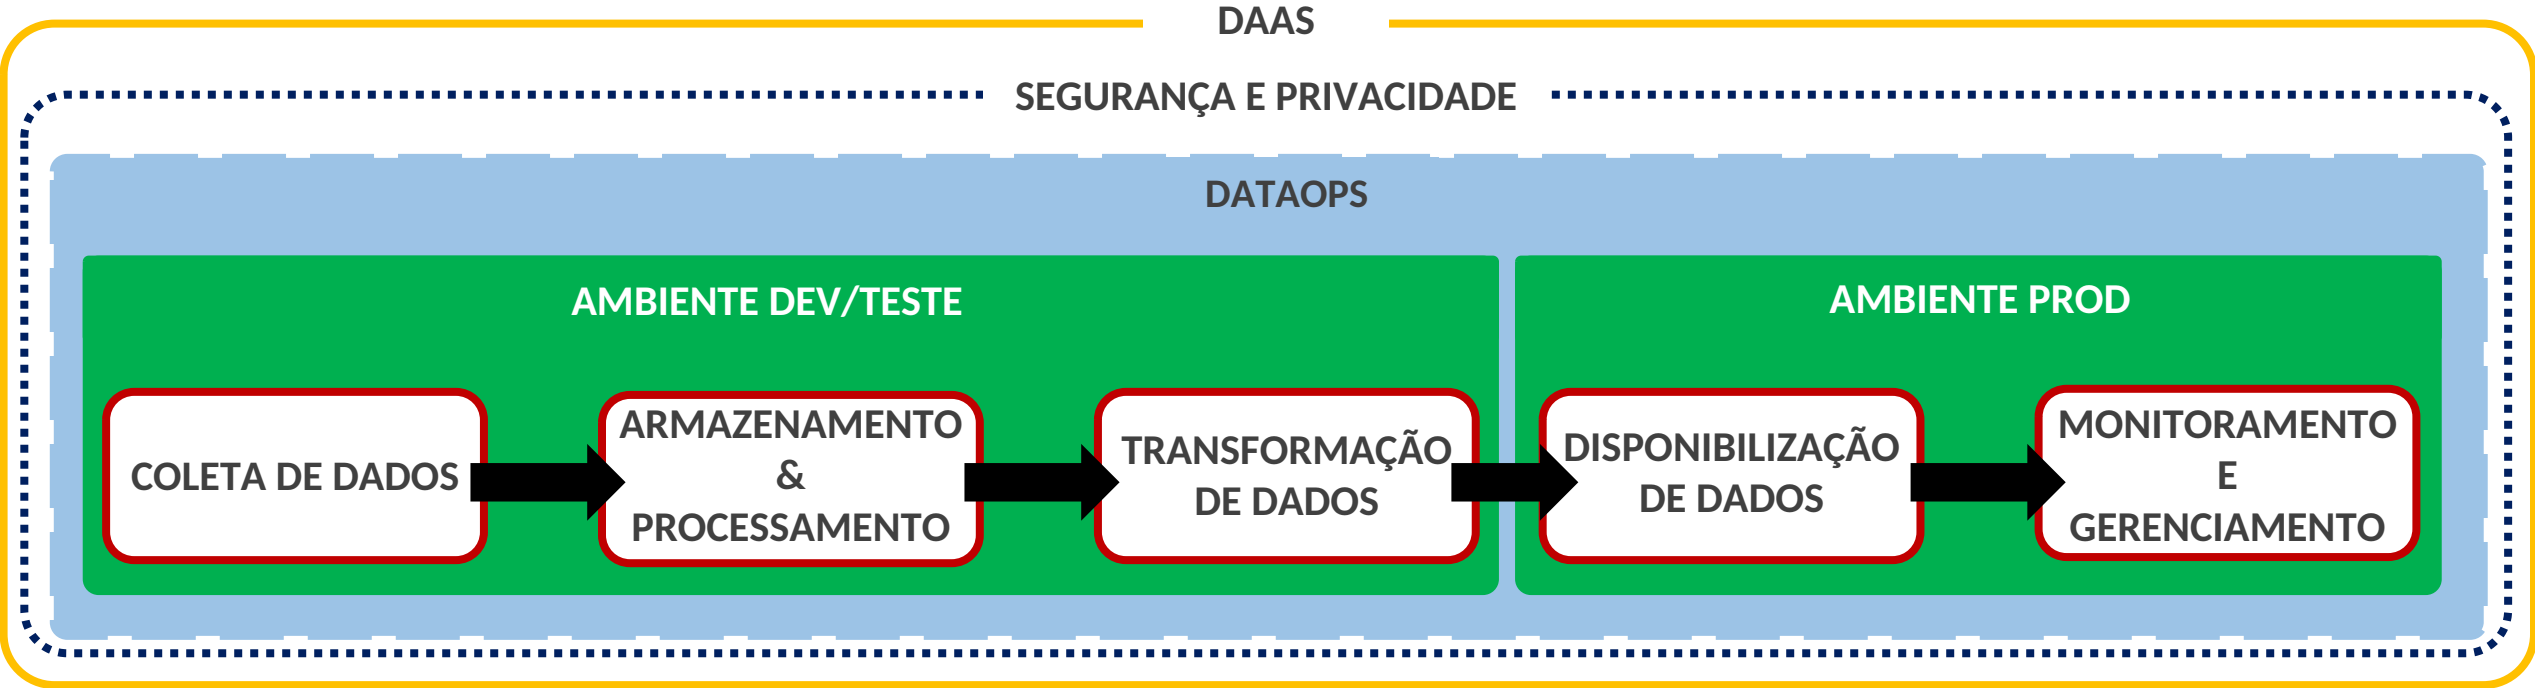 DAAS
SEGURANÇA E PRIVACIDADE
DATAOPS
AMBIENTE DEV/TESTE
AMBIENTE PROD
COLETA DE DADOS
ARMAZENAMENTO
&
PROCESSAMENTO
TRANSFORMAÇÃO
DE DADOS
DISPONIBILIZAÇÃO
DE DADOS
MONITORAMENTO
E
GERENCIAMENTO